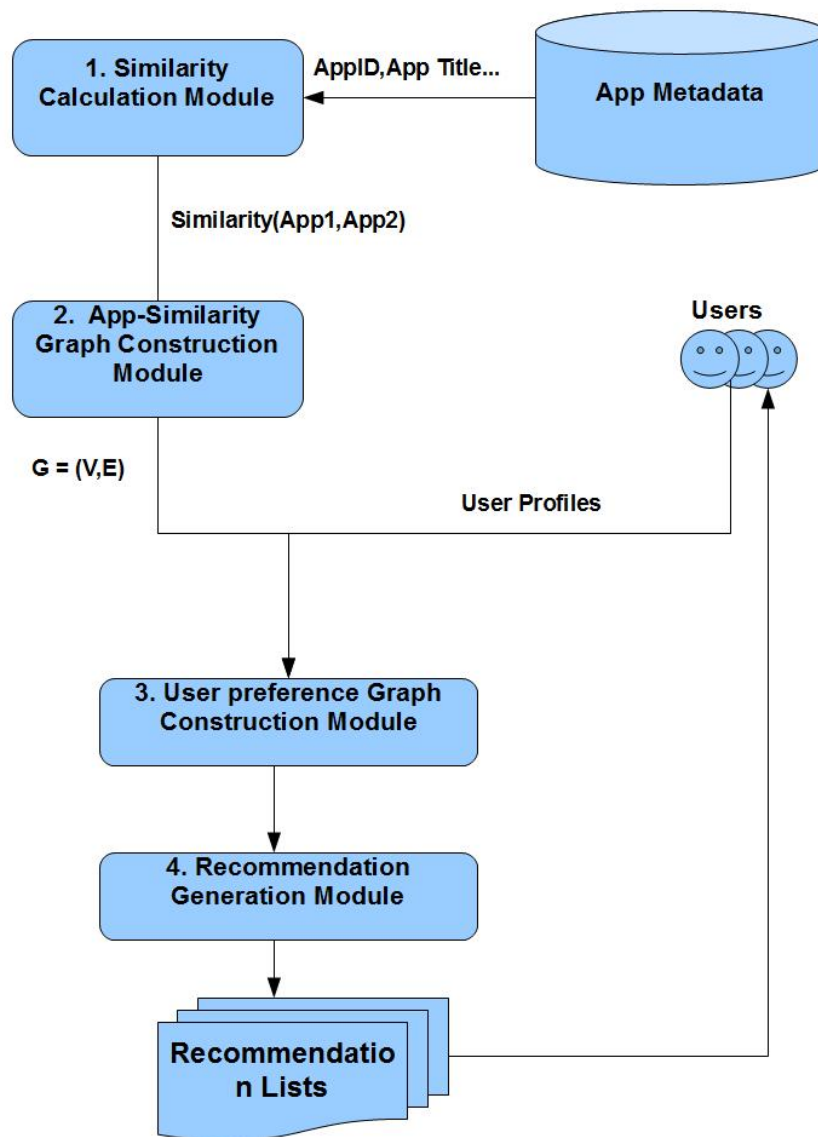 1. Similarity
Calculation Module
AppID,App Title...
App Metadata
Similarity(App1,App2)
2.  App-Similarity
Graph Construction
Module
Users
G = (V,E)
User Profiles
3. User preference Graph
Construction Module
4. Recommendation
Generation Module
Recommendatio
n Lists